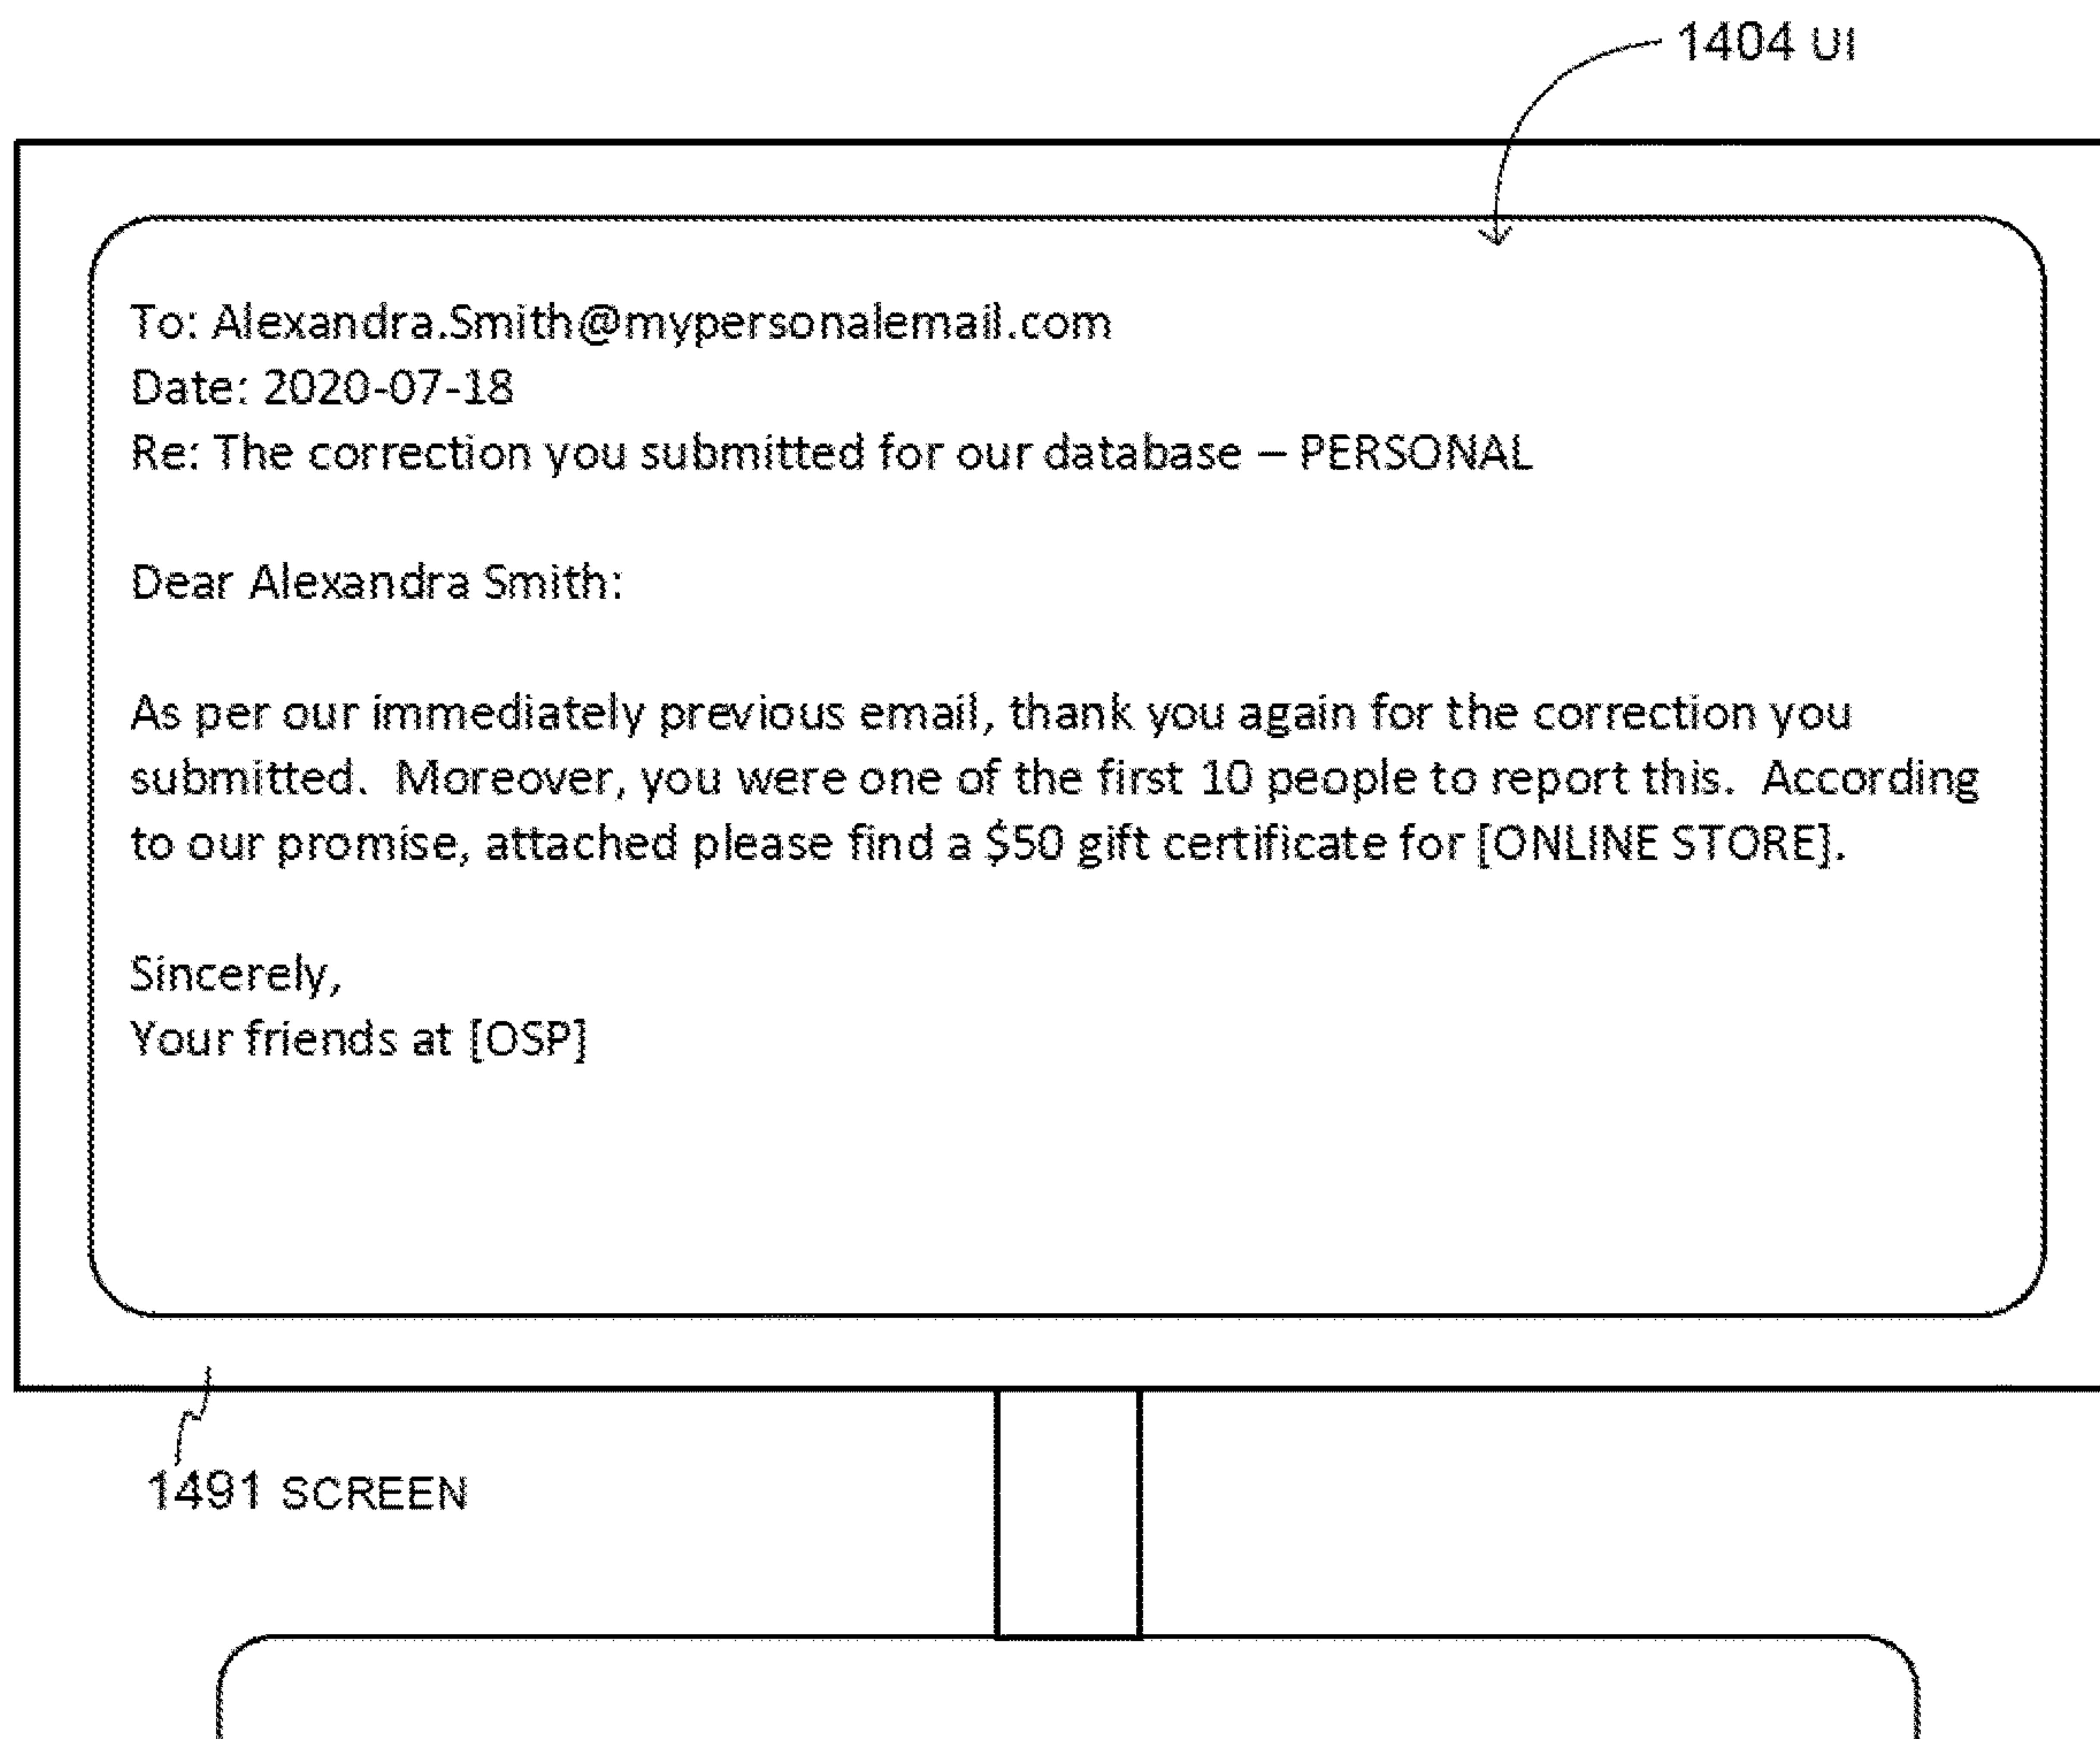 1404 UI
To: Alexandra.Smith@mypersonalemail.com
Date: 2020-07-18
Re: The correction you submitted for our database – PERSONAL
Dear Alexandra Smith:
As per our immediately previous email, thank you again for the correction you
submitted.  Moreover, you were one of the first 10 people to report this.  According
to our promise, attached please find a $50 gift certificate for [ONLINE STORE].
Sincerely,
Your friends at [OSP]
1491 SCREEN